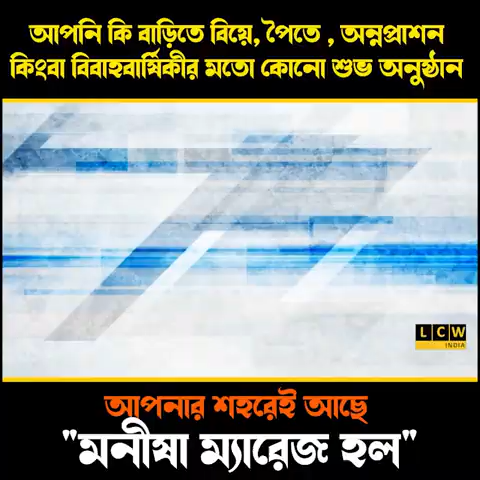 আপনি কি বাড়িতে বিয়ে, পৈতে , অন্নপ্রাশন
কিংবা বিবাহবার্ষিকীর মতো কোনো শুভ অনুষ্ঠান
LCW
INDIA
আপনার শহরেই আছে
"মনীষা ম্যারেজ হল"